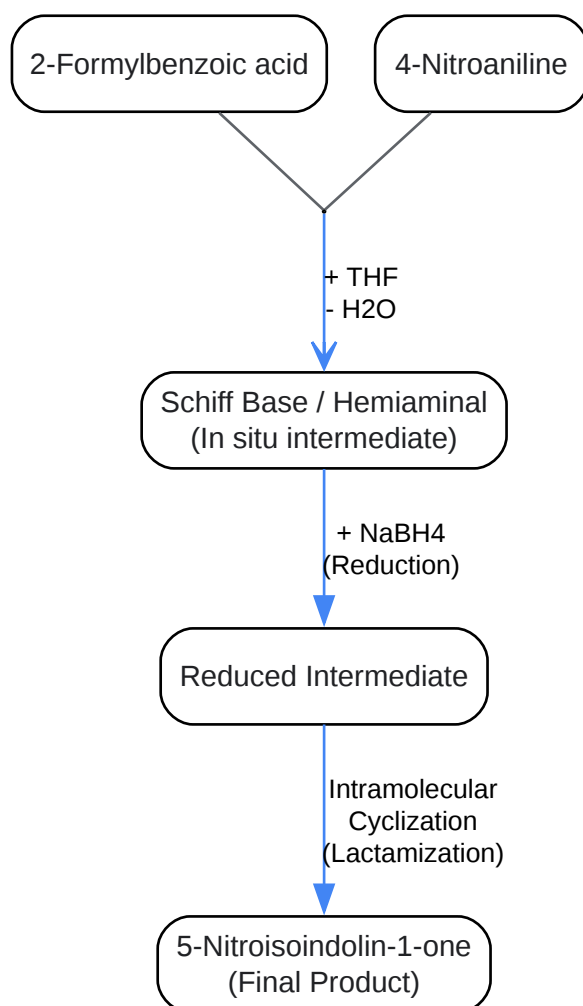 2-Formylbenzoic acid
4-Nitroaniline
+ THF
- H2O
Schiff Base / Hemiaminal
(In situ intermediate)
+ NaBH4
(Reduction)
Reduced Intermediate
Intramolecular
Cyclization
(Lactamization)
5-Nitroisoindolin-1-one
(Final Product)